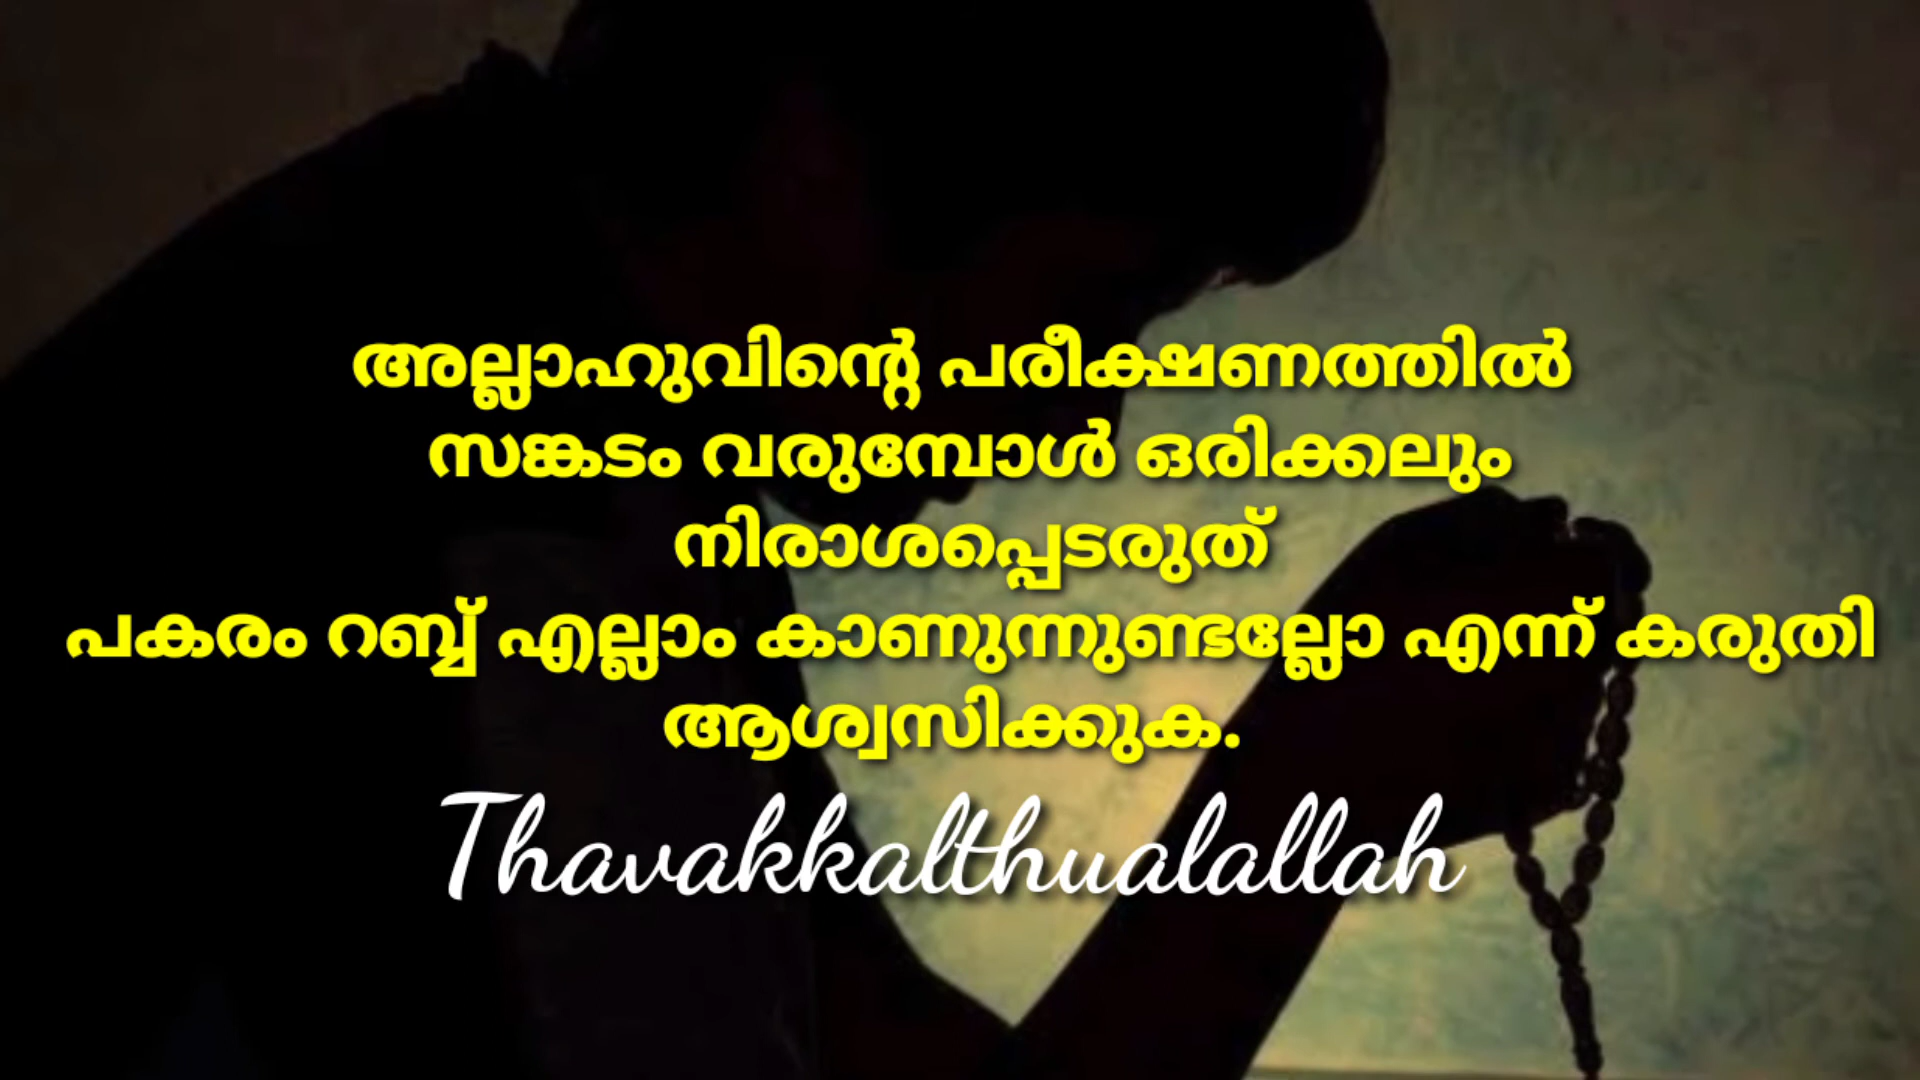 അല്ലാഹുവിന്റെ പരീക്ഷണത്തിൽ
സങ്കടം വരുമ്പോൾ ഒരിക്കലും
നിരാശപ്പെടരുത്
പകരം റബ്ബ് എല്ലാം കാണുന്നുണ്ടല്ലോ എന്ന് കരുതി
ആശ്വസിക്കുക.
Thavakkalthualallah